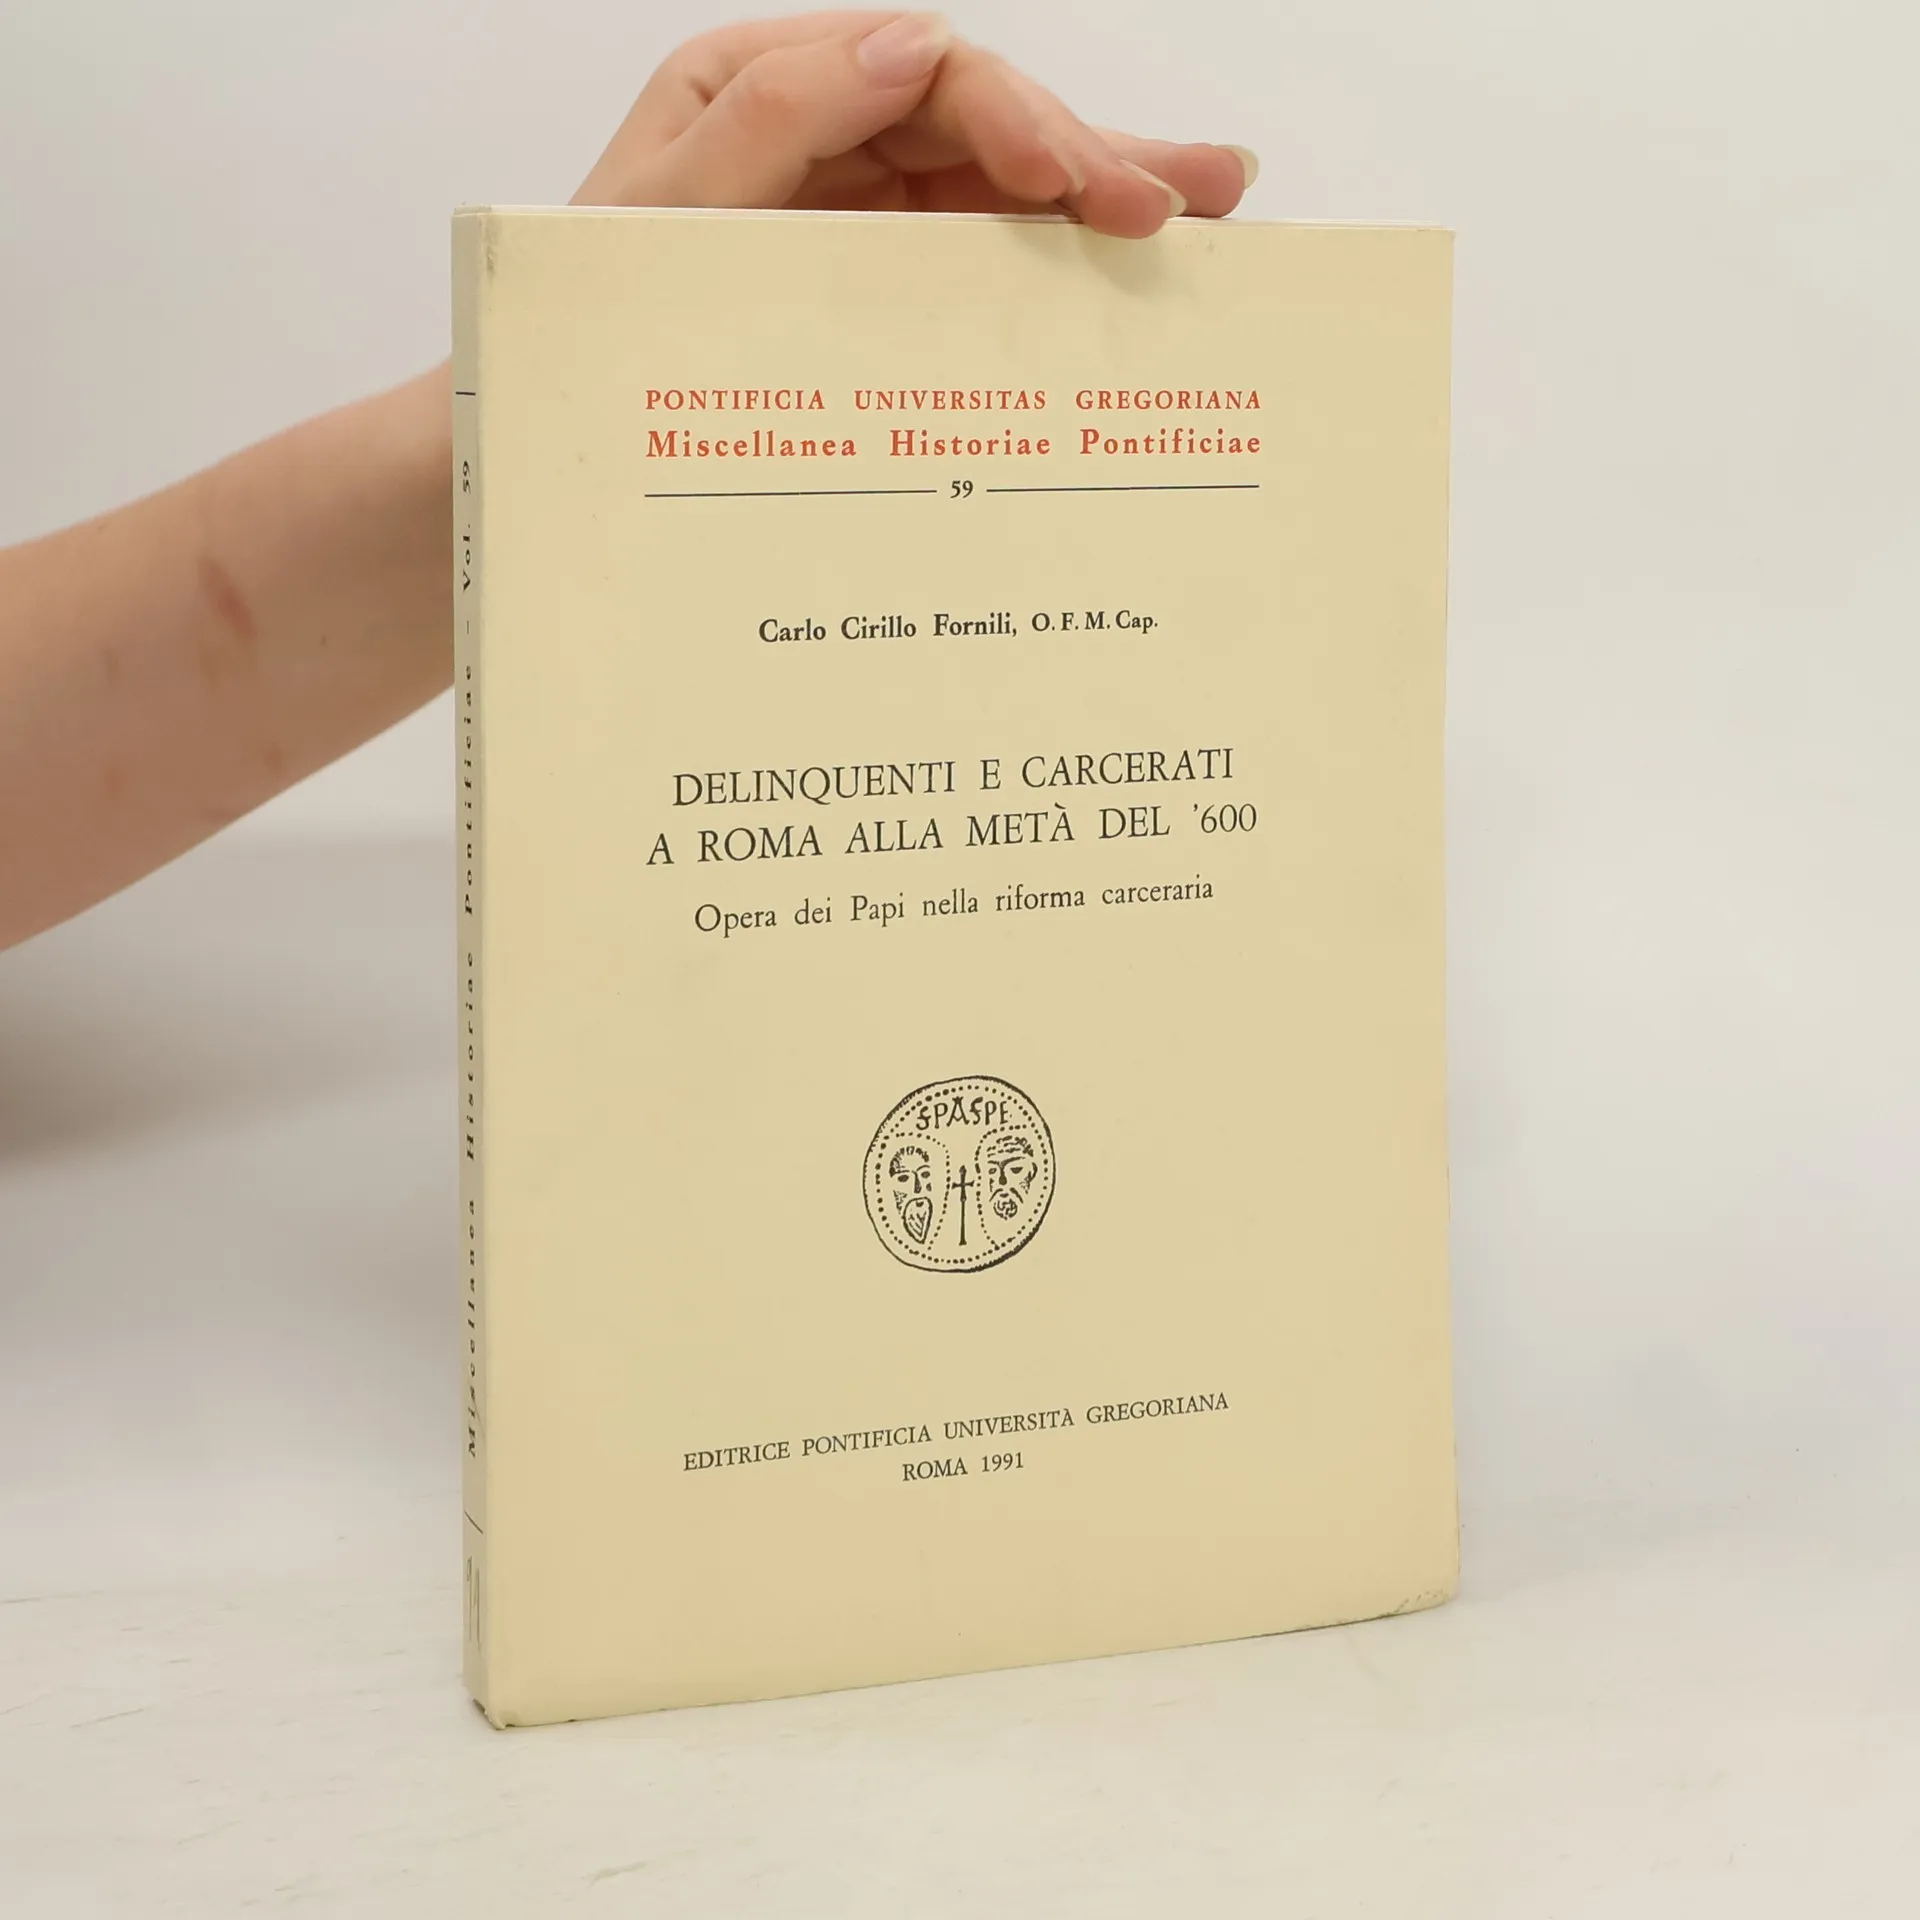 PONTIFICIA UNIVERSITAS GREGORIANA
Miscellanea Historiae Pontificiae
59
Carlo Cirillo Fornili, O.F.M.Cap.
DELINQUENTI E CARCERATI
A ROMA ALLA METÀ DEL '600
Opera dei Papi nella riforma carceraria
SPASPE
EDITRICE PONTIFICIA UNIVERSITÀ GREGORIANA
ROMA 1991
Miscellanea Historiae Pontificiae – Vol. 59